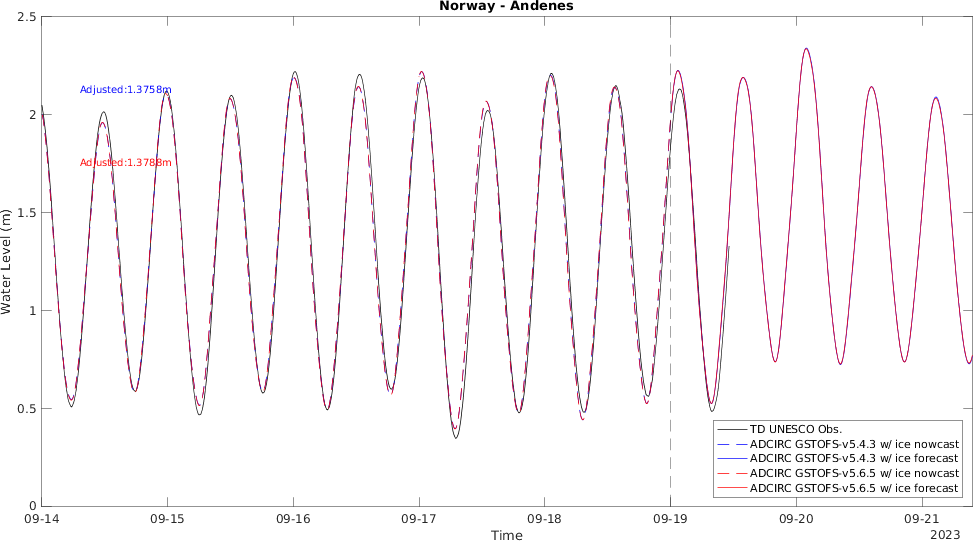 Norway - Andenes
2.5
2
1.5
1
0.5
0
Water Level (m)
Adjusted:1.3758m
Adjusted:1.3788m
TD UNESCO Obs.
ADCIRC GSTOFS-v5.4.3 w/ ice nowcast
ADCIRC GSTOFS-v5.4.3 w/ ice forecast
ADCIRC GSTOFS-v5.6.5 w/ ice nowcast
ADCIRC GSTOFS-v5.6.5 w/ ice forecast
09-14 09-15 09-16 09-17 09-18 09-19 09-20 09-21
Time
2023